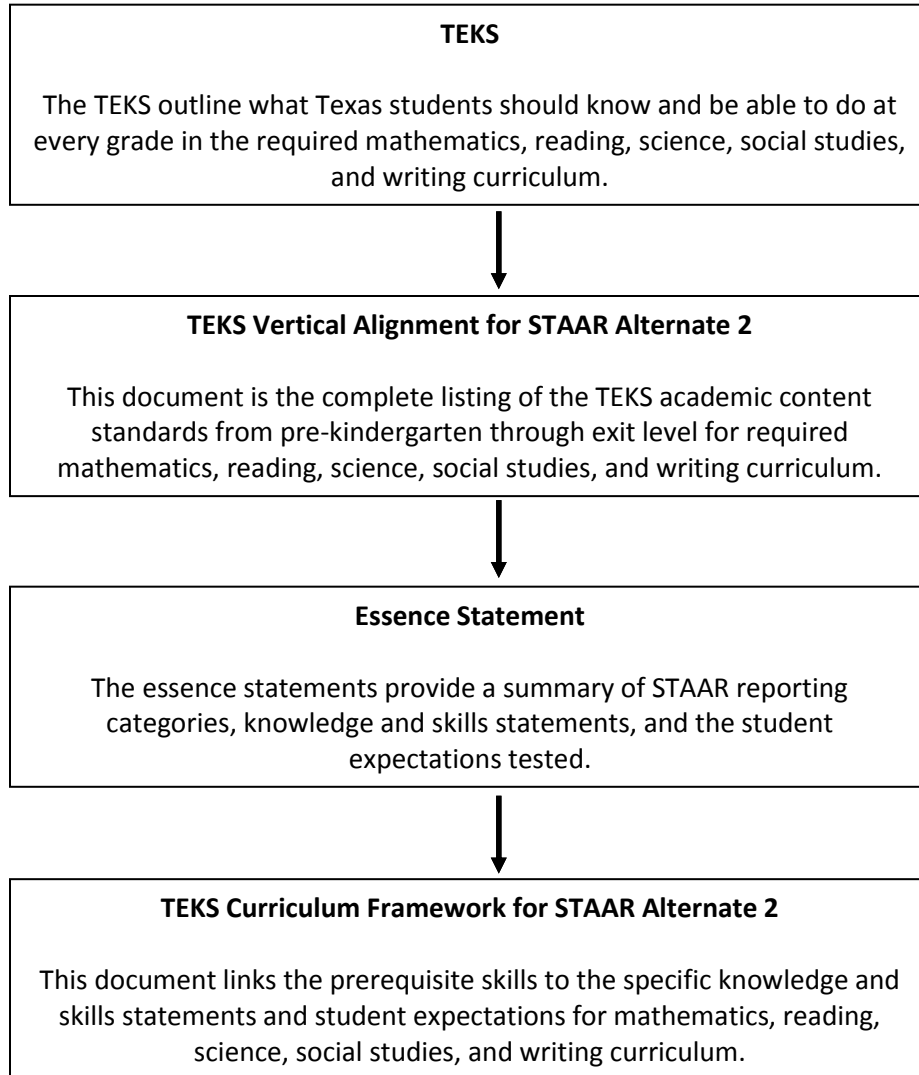 TEKS
The TEKS outline what Texas students should know and be able to do at
every grade in the required mathematics, reading, science, social studies,
and writing curriculum.
TEKS Vertical Alignment for STAAR Alternate 2
This document is the complete listing of the TEKS academic content
standards from pre-kindergarten through exit level for required
mathematics, reading, science, social studies, and writing curriculum.
Essence Statement
The essence statements provide a summary of STAAR reporting
categories, knowledge and skills statements, and the student
expectations tested.
TEKS Curriculum Framework for STAAR Alternate 2
This document links the prerequisite skills to the specific knowledge and
skills statements and student expectations for mathematics, reading,
science, social studies, and writing curriculum.